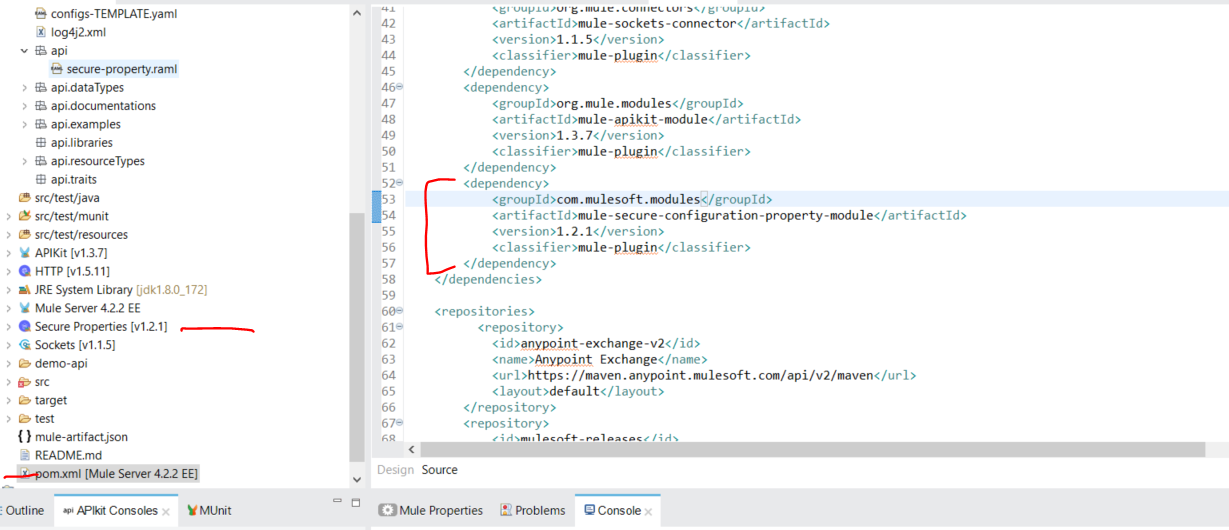 configs-TEMPLATE.yaml
log4j2.xml
api
secure-property.raml
api.dataTypes
api.documentations
api.examples
api.libraries
api.resourceTypes
api.traits
src/test/java
src/test/munit
src/test/resources
APIKit [v1.3.7]
HTTP [v1.5.11]
JRE System Library [jdk1.8.0_172]
Mule Server 4.2.2 EE
Secure Properties [v1.2.1]
Sockets [v1.1.5]
demo-api
src
target
test
mule-artifact.json
README.md
pom.xml [Mule Server 4.2.2 EE]
41 <groupId>org.mule.connectors</groupId>
42 <artifactId>mule-sockets-connector</artifactId>
43 <version>1.1.5</version>
44 <classifier>mule-plugin</classifier>
45 </dependency>
46 <dependency>
47 <groupId>org.mule.modules</groupId>
48 <artifactId>mule-apikit-module</artifactId>
49 <version>1.3.7</version>
50 <classifier>mule-plugin</classifier>
51 </dependency>
52 <dependency>
53 <groupId>com.mulesoft.modules</groupId>
54 <artifactId>mule-secure-configuration-property-module</artifactId>
55 <version>1.2.1</version>
56 <classifier>mule-plugin</classifier>
57 </dependency>
58 </dependencies>
59
60 <repositories>
61 <repository>
62 <id>anypoint-exchange-v2</id>
63 <name>Anypoint Exchange</name>
64 <url>https://maven.anypoint.mulesoft.com/api/v2/maven</url>
65 <layout>default</layout>
66 </repository>
67 <repository>
68 <id>mulesoft-releases</id>
Design Source
Outline api APIkit Consoles MUnit
Mule Properties Problems Console